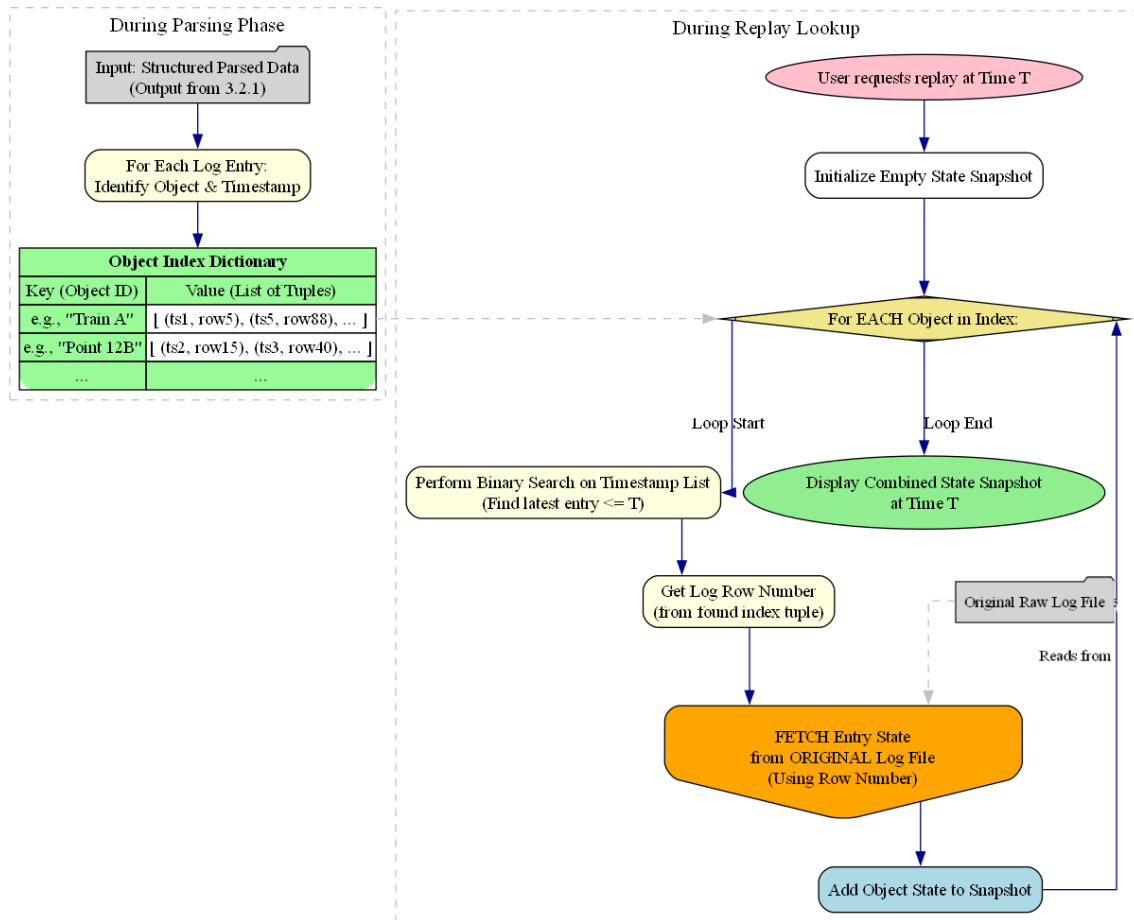 During Parsing Phase
Input: Structured Parsed Data
(Output from 3.2.1)
For Each Log Entry:
Identify Object & Timestamp
Object Index Dictionary
Key (Object ID)
Value (List of Tuples)
e.g., "Train A"
[ (ts1, row5), (ts5, row88), ... ]
e.g., "Point 12B"
[ (ts2, row15), (ts3, row40), ... ]
...
...
During Replay Lookup
User requests replay at Time T
Initialize Empty State Snapshot
For EACH Object in Index:
Loop Start
Loop End
Perform Binary Search on Timestamp List
(Find latest entry <= T)
Display Combined State Snapshot
at Time T
Get Log Row Number
(from found index tuple)
Original Raw Log File
Reads from
FETCH Entry State
from ORIGINAL Log File
(Using Row Number)
Add Object State to Snapshot